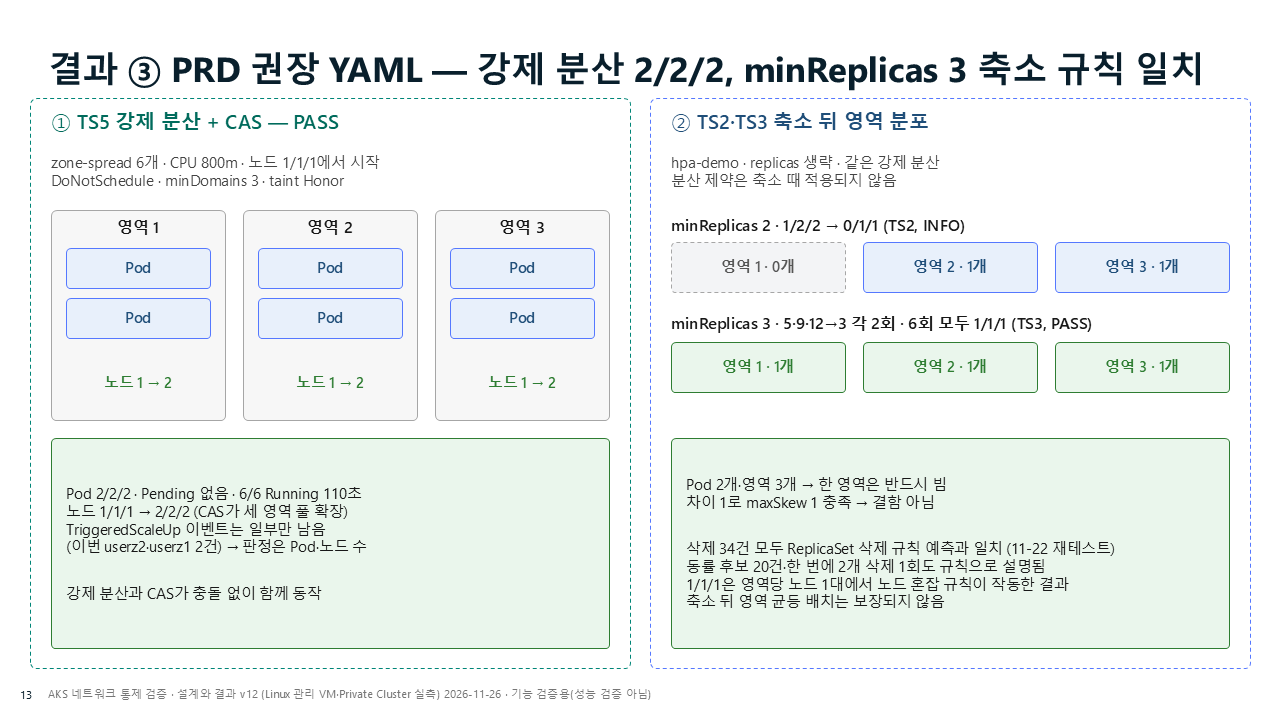 결과 ③ PRD 권장 YAML — 강제 분산 2/2/2, minReplicas 3 축소 규칙 일치
① TS5 강제 분산 + CAS — PASS
zone-spread 6개 · CPU 800m · 노드 1/1/1에서 시작
DoNotSchedule · minDomains 3 · taint Honor
영역 1
영역 2
영역 3
Pod
Pod
Pod
Pod
Pod
Pod
노드 1 → 2
노드 1 → 2
노드 1 → 2
Pod 2/2/2 · Pending 없음 · 6/6 Running 110초
노드 1/1/1 → 2/2/2 (CAS가 세 영역 풀 확장)
TriggeredScaleUp 이벤트는 일부만 남음
(이번 userz2·userz1 2건) → 판정은 Pod·노드 수
강제 분산과 CAS가 충돌 없이 함께 동작
② TS2·TS3 축소 뒤 영역 분포
hpa-demo · replicas 생략 · 같은 강제 분산
분산 제약은 축소 때 적용되지 않음
minReplicas 2 · 1/2/2 → 0/1/1 (TS2, INFO)
영역 1 · 0개
영역 2 · 1개
영역 3 · 1개
minReplicas 3 · 5·9·12→3 각 2회 · 6회 모두 1/1/1 (TS3, PASS)
영역 1 · 1개
영역 2 · 1개
영역 3 · 1개
Pod 2개·영역 3개 → 한 영역은 반드시 빔
차이 1로 maxSkew 1 충족 → 결함 아님
삭제 34건 모두 ReplicaSet 삭제 규칙 예측과 일치 (11-22 재테스트)
동률 후보 20건·한 번에 2개 삭제 1회도 규칙으로 설명됨
1/1/1은 영역당 노드 1대에서 노드 혼잡 규칙이 작동한 결과
축소 뒤 영역 균등 배치는 보장되지 않음
13 AKS 네트워크 통제 검증 · 설계와 결과 v12 (Linux 관리 VM·Private Cluster 실측) 2026-11-26 · 기능 검증용(성능 검증 아님)